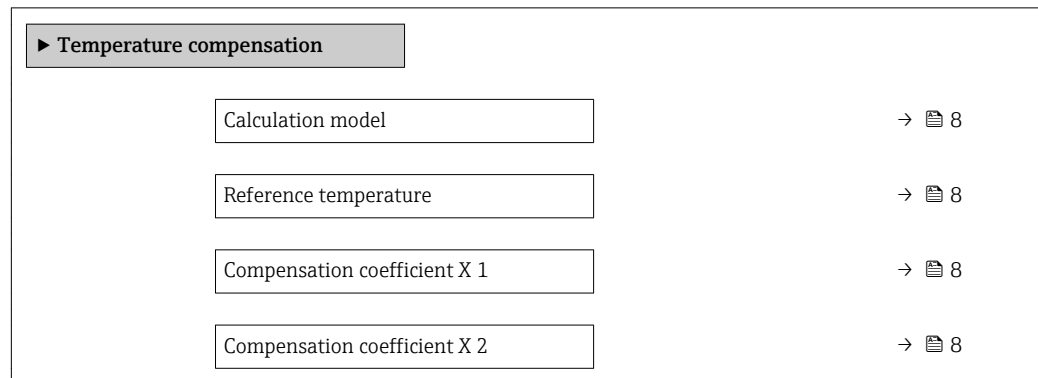 ▶ Temperature compensation
Calculation model → 8
Reference temperature → 8
Compensation coefficient X 1 → 8
Compensation coefficient X 2 → 8